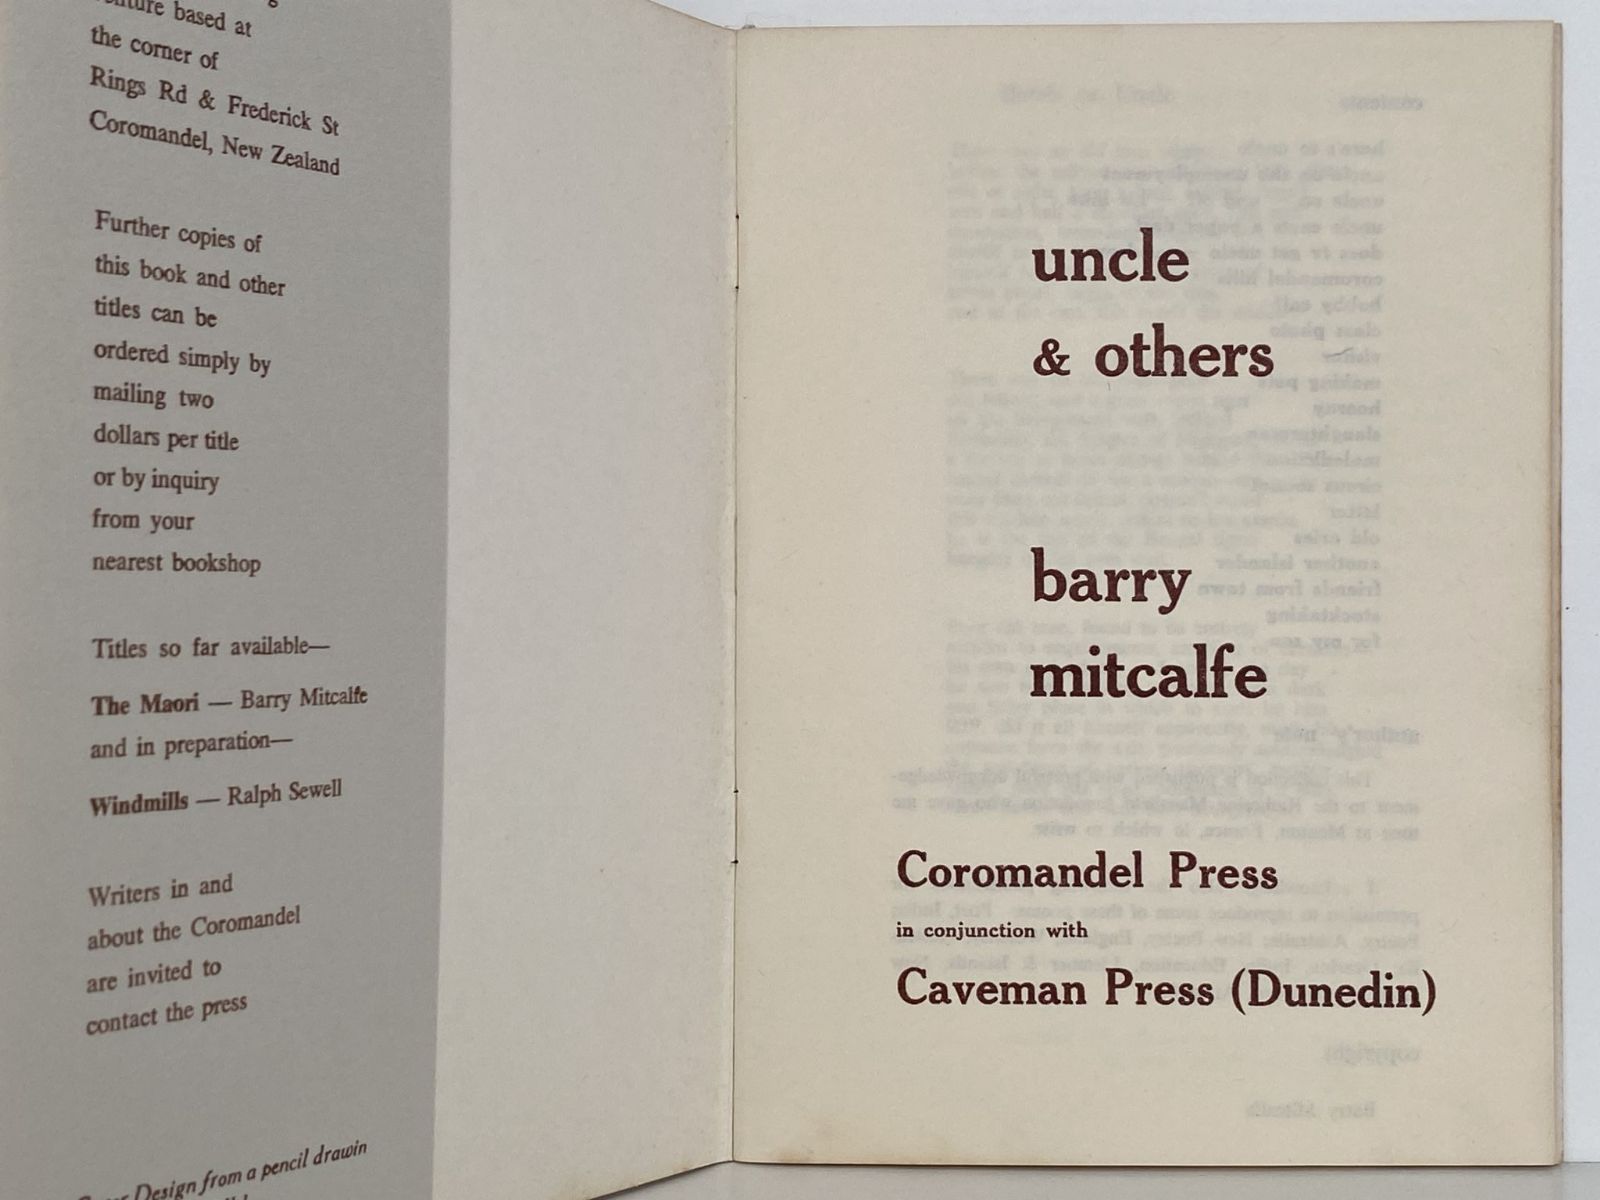 based at
the corner of
Rings Rd & Frederick St
Coromandel, New Zealand
Further copies of
this book and other
titles can be
ordered simply by
mailing two
dollars per title
or by inquiry
from your
nearest bookshop
Titles so far available—
The Maori — Barry Mitcalfe
and in preparation—
Windmills — Ralph Sewell
Writers in and
about the Coromandel
are invited to
contact the press
Design from a pencil drawin
uncle
& others
barry
mitcalfe
Coromandel Press
in conjunction with
Caveman Press (Dunedin)